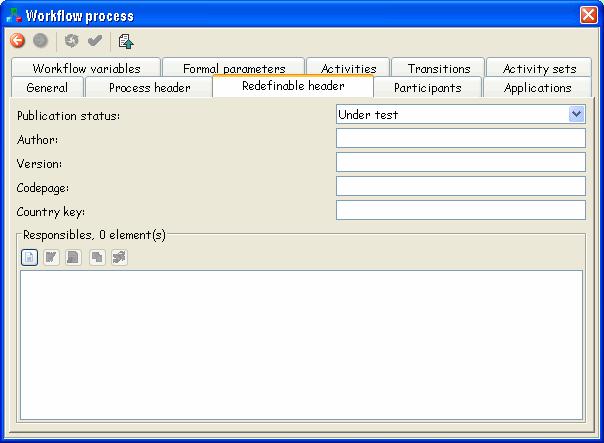 Workflow process
Workflow variables Formal parameters Activities Transitions Activity sets
General Process header Redefinable header Participants Applications
Publication status: Under test
Author:
Version:
Codepage:
Country key:
Responsibles, 0 element(s)